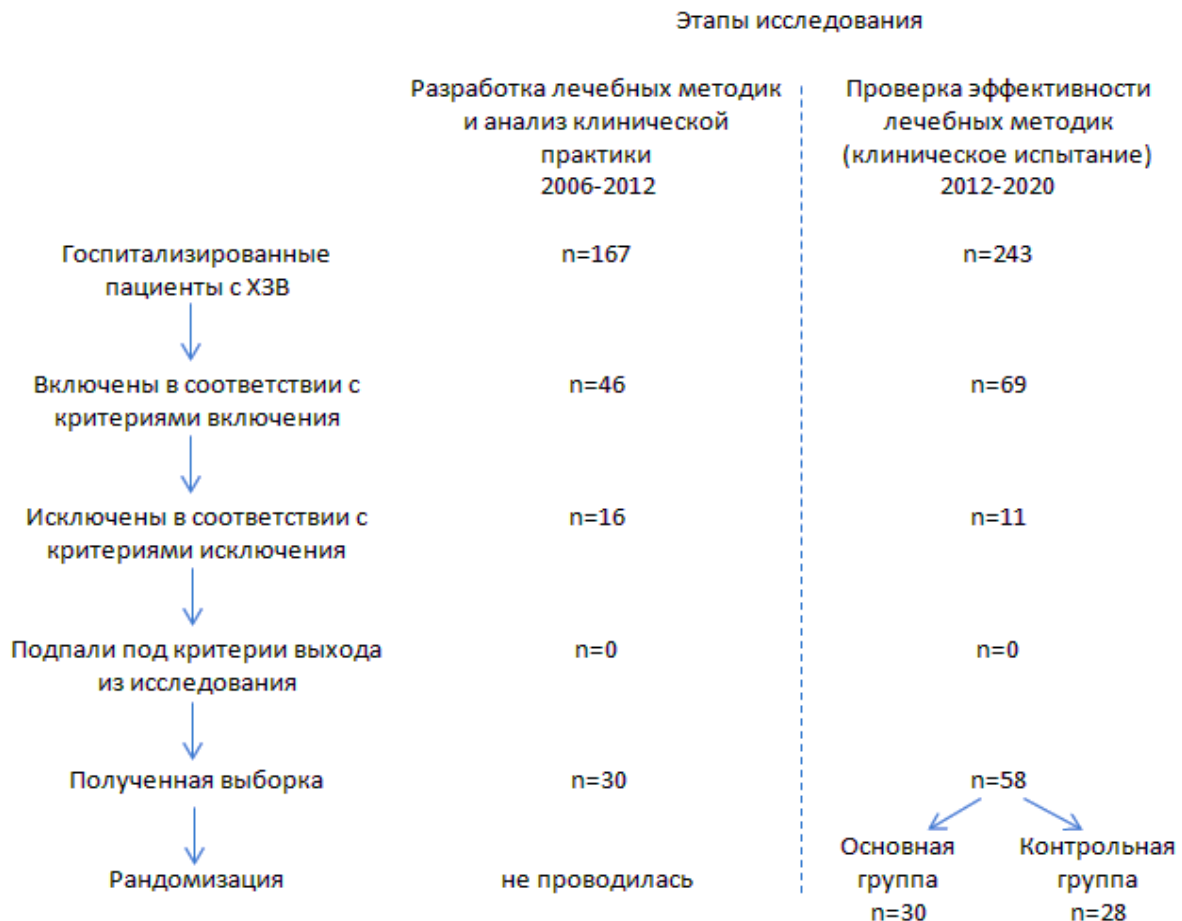 Этапы исследования
Разработка лечебных методик
и анализ клинической
практики
2006-2012
Проверка эффективности
лечебных методик
(клиническое испытание)
2012-2020
Госпитализированные
пациенты с ХЗВ
n=167
n=243
Включены в соответствии с
критериями включения
n=46
n=69
Исключены в соответствии с
критериями исключения
n=16
n=11
Подпали под критерии выхода
из исследования
n=0
n=0
Полученная выборка
n=30
n=58
Рандомизация
не проводилась
Основная
группа
n=30
Контрольная
группа
n=28